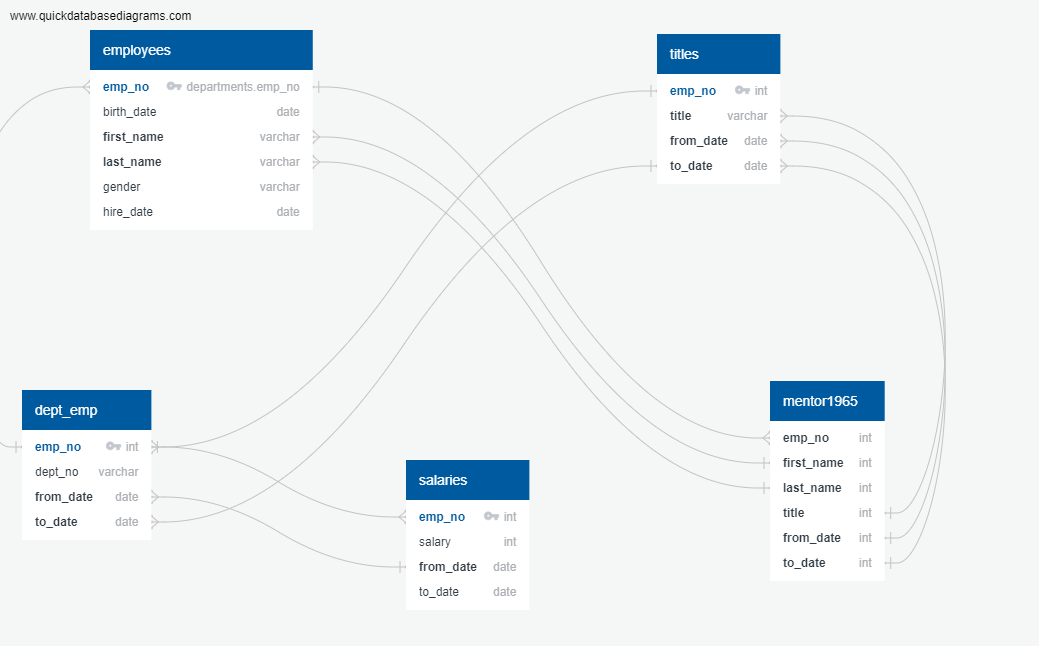 www.quickdatabasediagrams.com
employees
emp_no departments.emp_no
birth_date date
first_name varchar
last_name varchar
gender varchar
hire_date date
titles
emp_no int
title varchar
from_date date
to_date date
dept_emp
emp_no int
dept_no varchar
from_date date
to_date date
salaries
emp_no int
salary int
from_date date
to_date date
mentor1965
emp_no int
first_name int
last_name int
title int
from_date int
to_date int